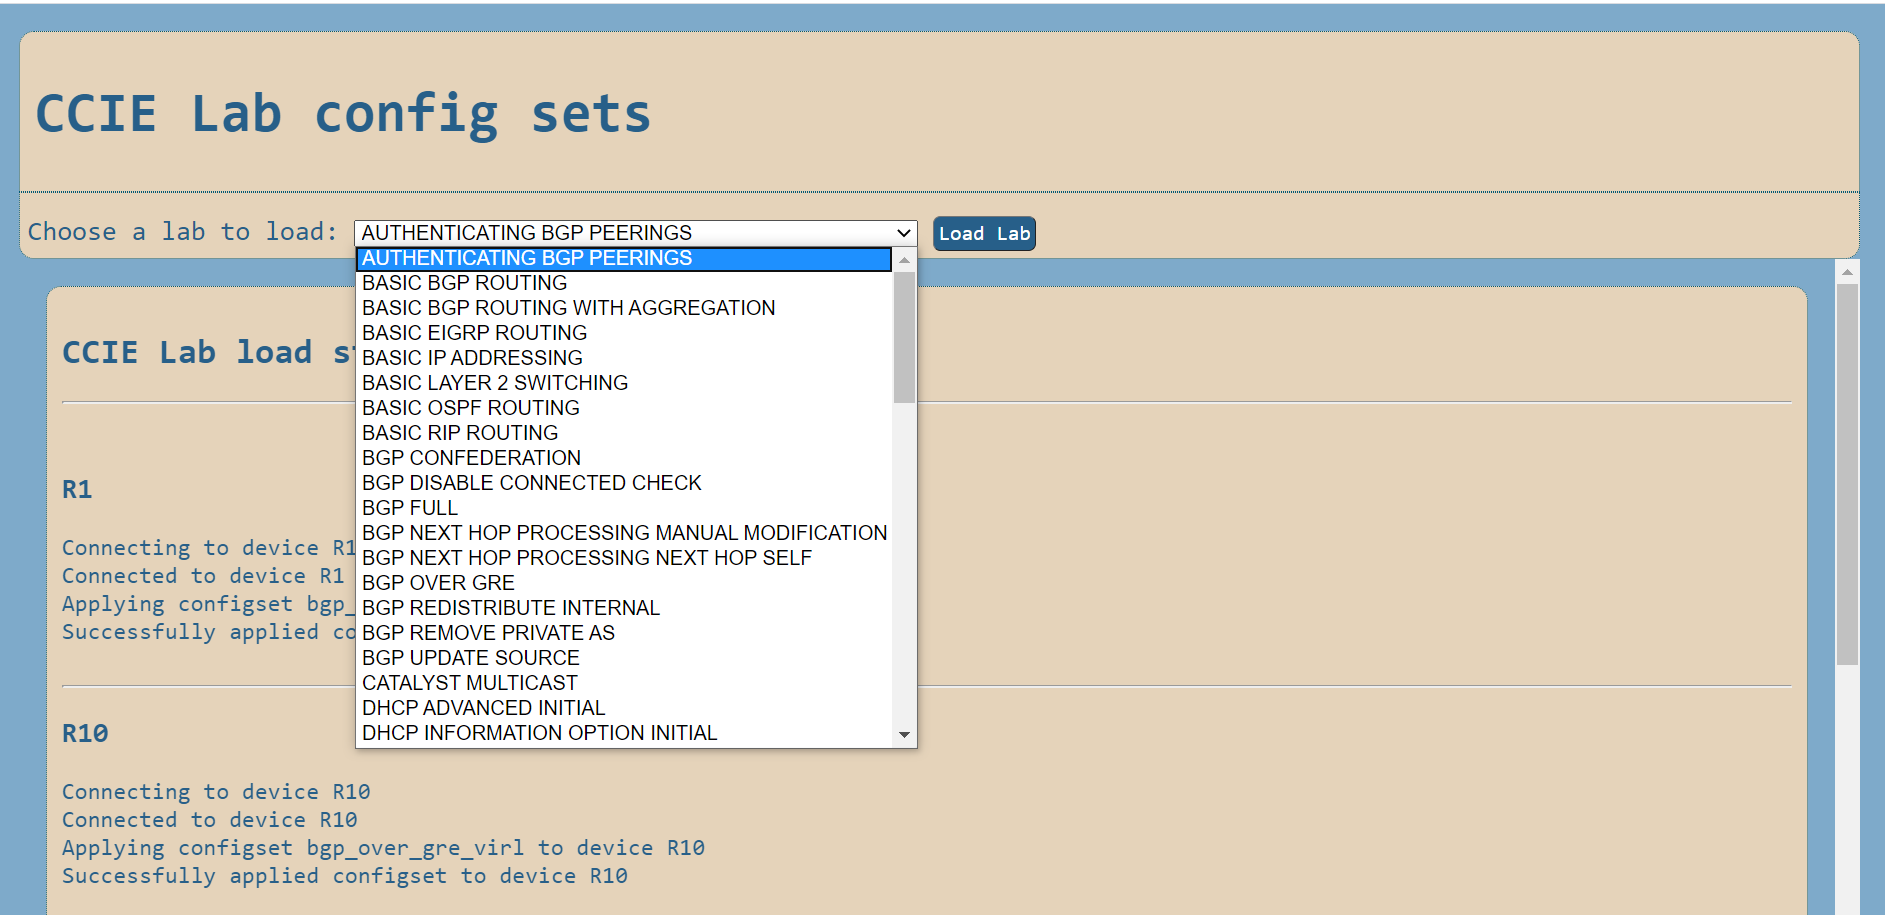 CCIE Lab config sets
Choose a lab to load: AUTHENTICATING BGP PEERINGS Load Lab
AUTHENTICATING BGP PEERINGS
BASIC BGP ROUTING
BASIC BGP ROUTING WITH AGGREGATION
BASIC EIGRP ROUTING
BASIC IP ADDRESSING
BASIC LAYER 2 SWITCHING
BASIC OSPF ROUTING
BASIC RIP ROUTING
BGP CONFEDERATION
BGP DISABLE CONNECTED CHECK
BGP FULL
BGP NEXT HOP PROCESSING MANUAL MODIFICATION
BGP NEXT HOP PROCESSING NEXT HOP SELF
BGP OVER GRE
BGP REDISTRIBUTE INTERNAL
BGP REMOVE PRIVATE AS
BGP UPDATE SOURCE
CATALYST MULTICAST
DHCP ADVANCED INITIAL
DHCP INFORMATION OPTION INITIAL
CCIE Lab load
R1
Connecting to device R1
Connected to device R1
Applying configset bgp_
Successfully applied co
R10
Connecting to device R10
Connected to device R10
Applying configset bgp_over_gre_virl to device R10
Successfully applied configset to device R10